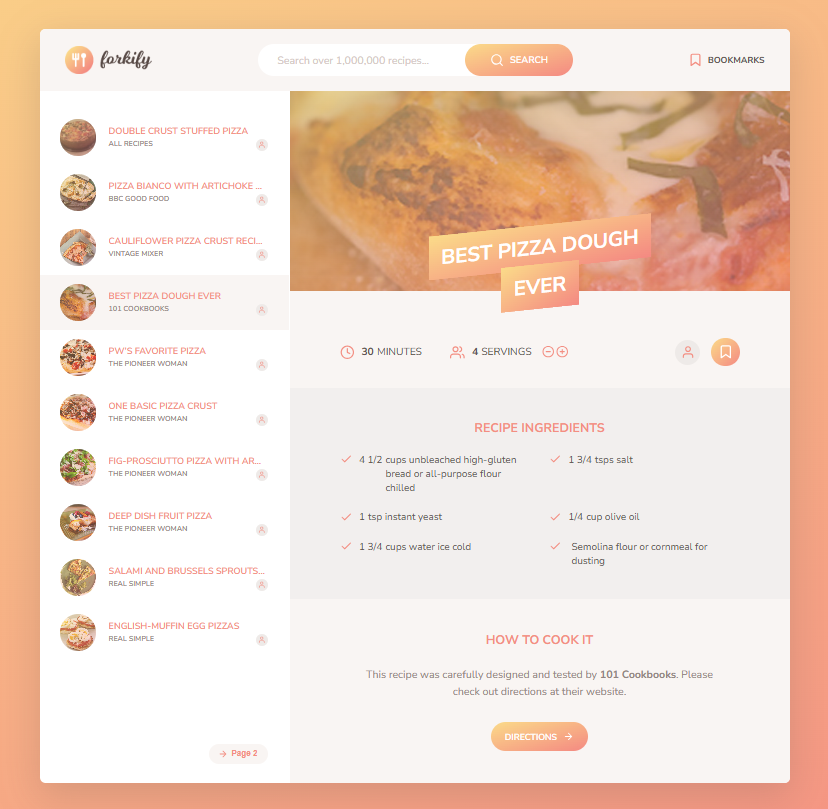 forkify
Search over 1,000,000 recipes...
SEARCH
BOOKMARKS
DOUBLE CRUST STUFFED PIZZA
ALL RECIPES
PIZZA BIANCO WITH ARTICHOKE ...
BBC GOOD FOOD
CAULIFLOWER PIZZA CRUST RECI...
VINTAGE MIXER
BEST PIZZA DOUGH EVER
101 COOKBOOKS
PW'S FAVORITE PIZZA
THE PIONEER WOMAN
ONE BASIC PIZZA CRUST
THE PIONEER WOMAN
FIG-PROSCIUTTO PIZZA WITH AR...
THE PIONEER WOMAN
DEEP DISH FRUIT PIZZA
THE PIONEER WOMAN
SALAMI AND BRUSSELS SPROUTS...
REAL SIMPLE
ENGLISH-MUFFIN EGG PIZZAS
REAL SIMPLE
Page 2
BEST PIZZA DOUGH
EVER
30 MINUTES
4 SERVINGS
RECIPE INGREDIENTS
4 1/2 cups unbleached high-gluten
bread or all-purpose flour
chilled
1 3/4 tsps salt
1 tsp instant yeast
1/4 cup olive oil
1 3/4 cups water ice cold
Semolina flour or cornmeal for
dusting
HOW TO COOK IT
This recipe was carefully designed and tested by 101 Cookbooks. Please
check out directions at their website.
DIRECTIONS